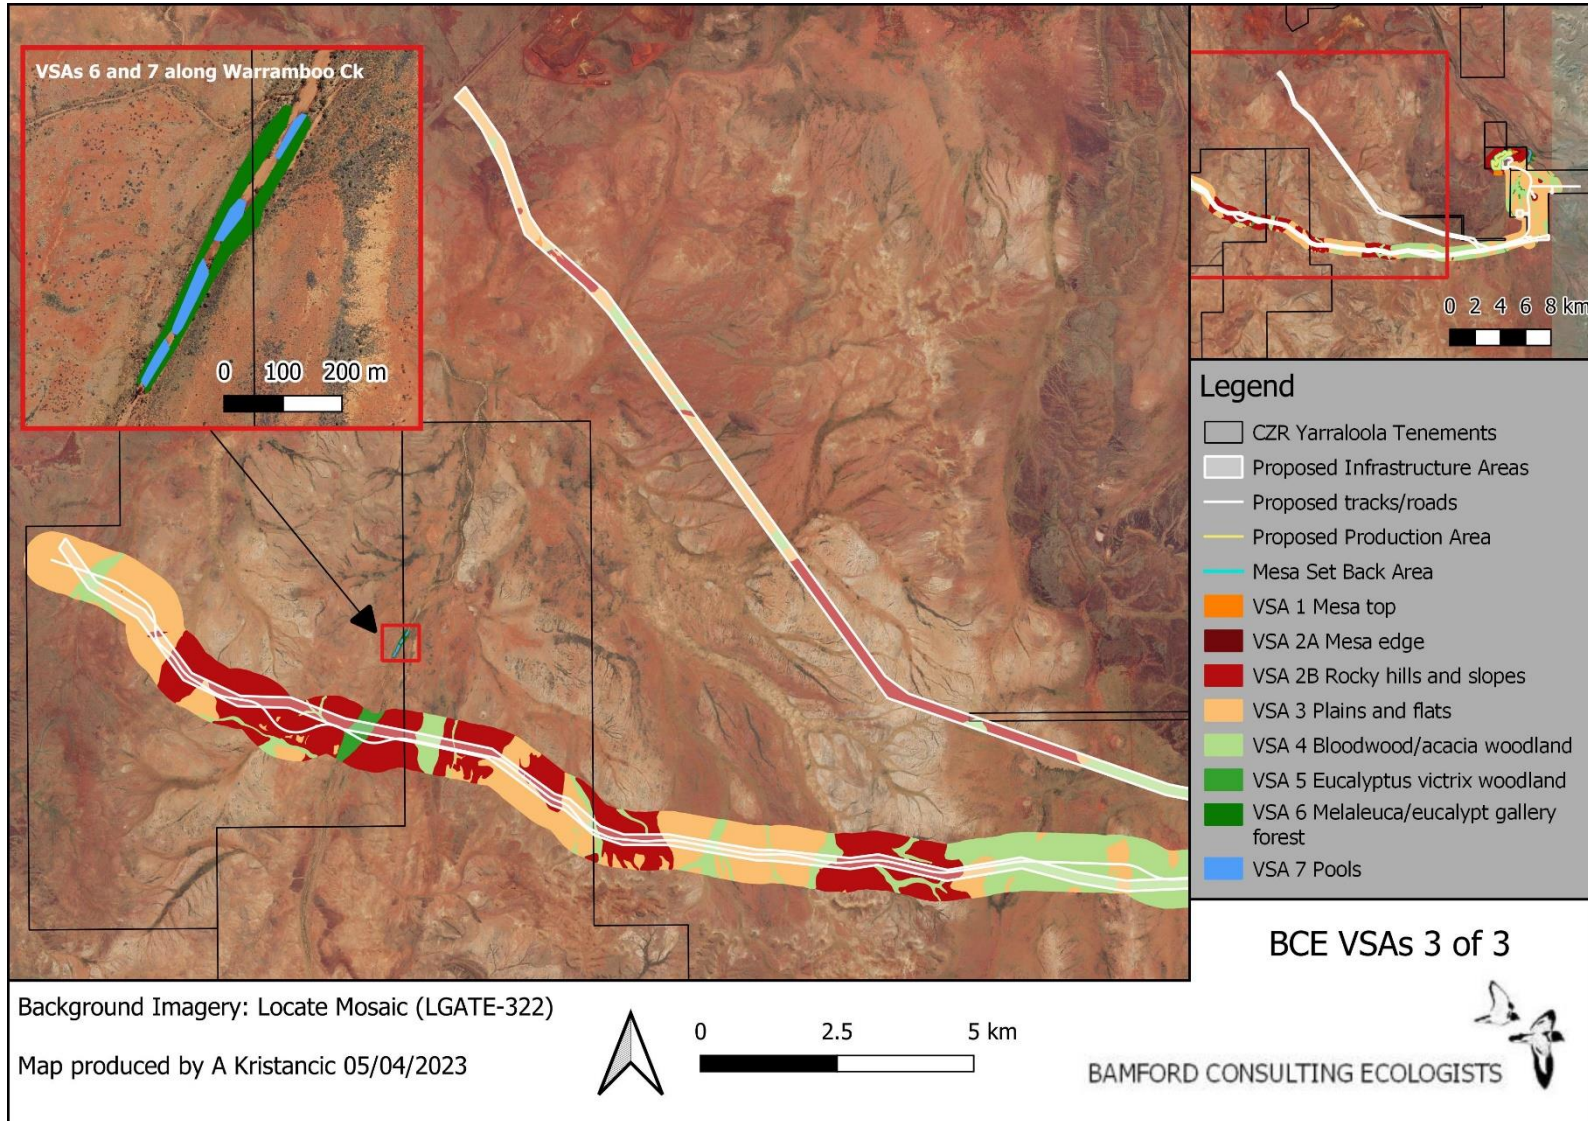 VSAs 6 and 7 along Warramboo Ck
0 100 200 m
0 2 4 6 8 km
Legend
CZR Yarraloola Tenements
Proposed Infrastructure Areas
Proposed tracks/roads
Proposed Production Area
Mesa Set Back Area
VSA 1 Mesa top
VSA 2A Mesa edge
VSA 2B Rocky hills and slopes
VSA 3 Plains and flats
VSA 4 Bloodwood/acacia woodland
VSA 5 Eucalyptus victrix woodland
VSA 6 Melaleuca/eucalypt gallery
forest
VSA 7 Pools
BCE VSAs 3 of 3
Background Imagery: Locate Mosaic (LGATE-322)
Map produced by A Kristancic 05/04/2023
0 2.5 5 km
BAMFORD CONSULTING ECOLOGISTS